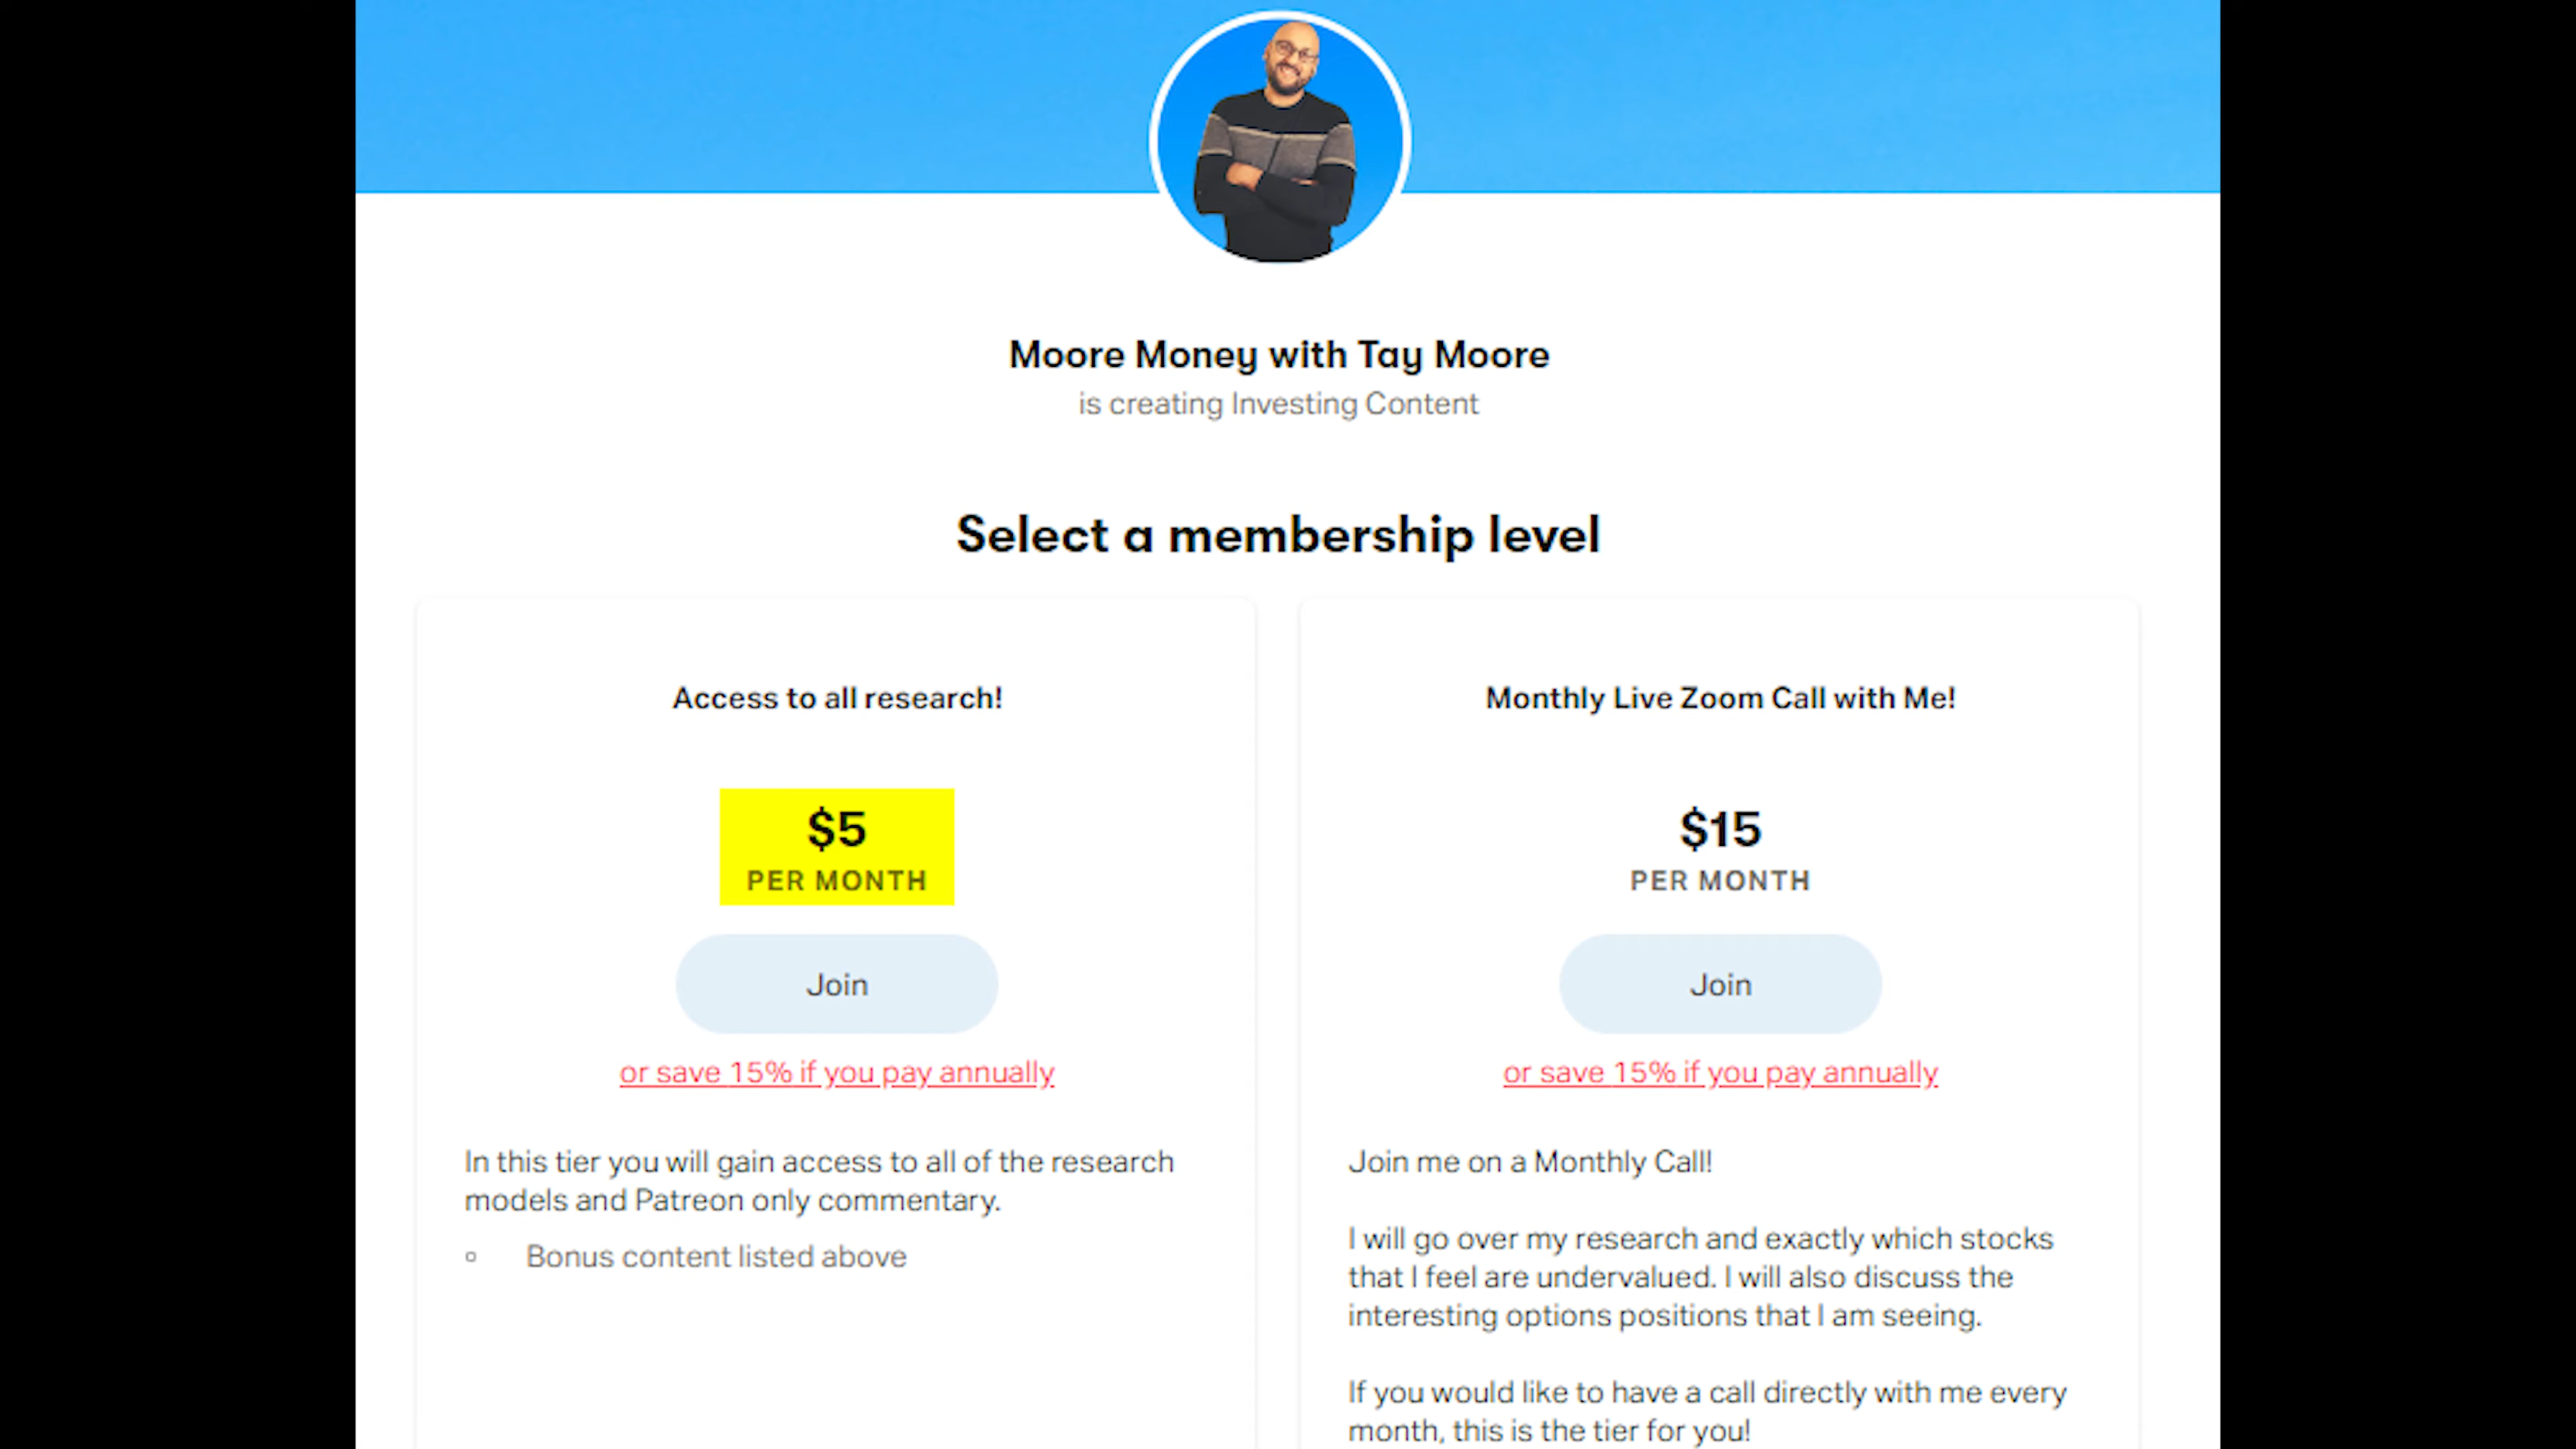 Moore Money with Tay Moore
is creating Investing Content
Select a membership level
Access to all research!
$5
PER MONTH
Join
or save 15% if you pay annually
In this tier you will gain access to all of the research
models and Patreon only commentary.
Bonus content listed above
Monthly Live Zoom Call with Me!
$15
PER MONTH
Join
or save 15% if you pay annually
Join me on a Monthly Call!
I will go over my research and exactly which stocks
that I feel are undervalued. I will also discuss the
interesting options positions that I am seeing.
If you would like to have a call directly with me every
month, this is the tier for you!